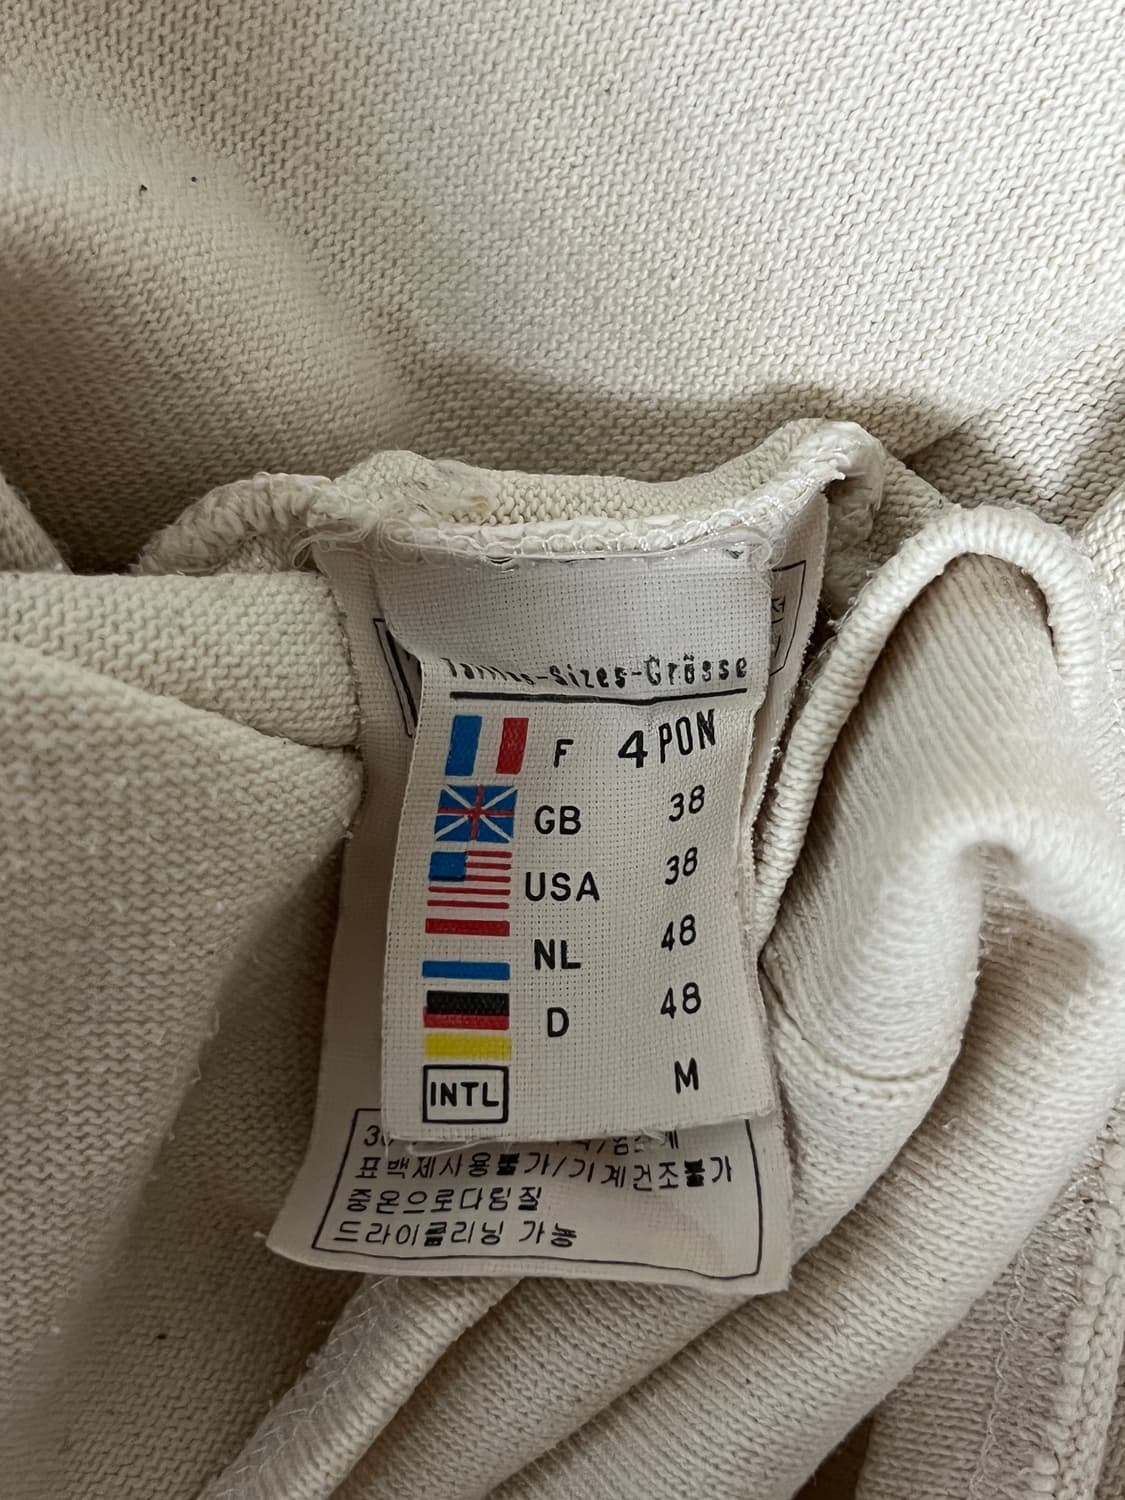 Tailles-Sizes-Grösse
F 4 PON
GB 38
USA 38
NL 48
D 48
INTL M
표백제사용불가/기계건조불가
중온으로다림질
드라이클리닝 가능